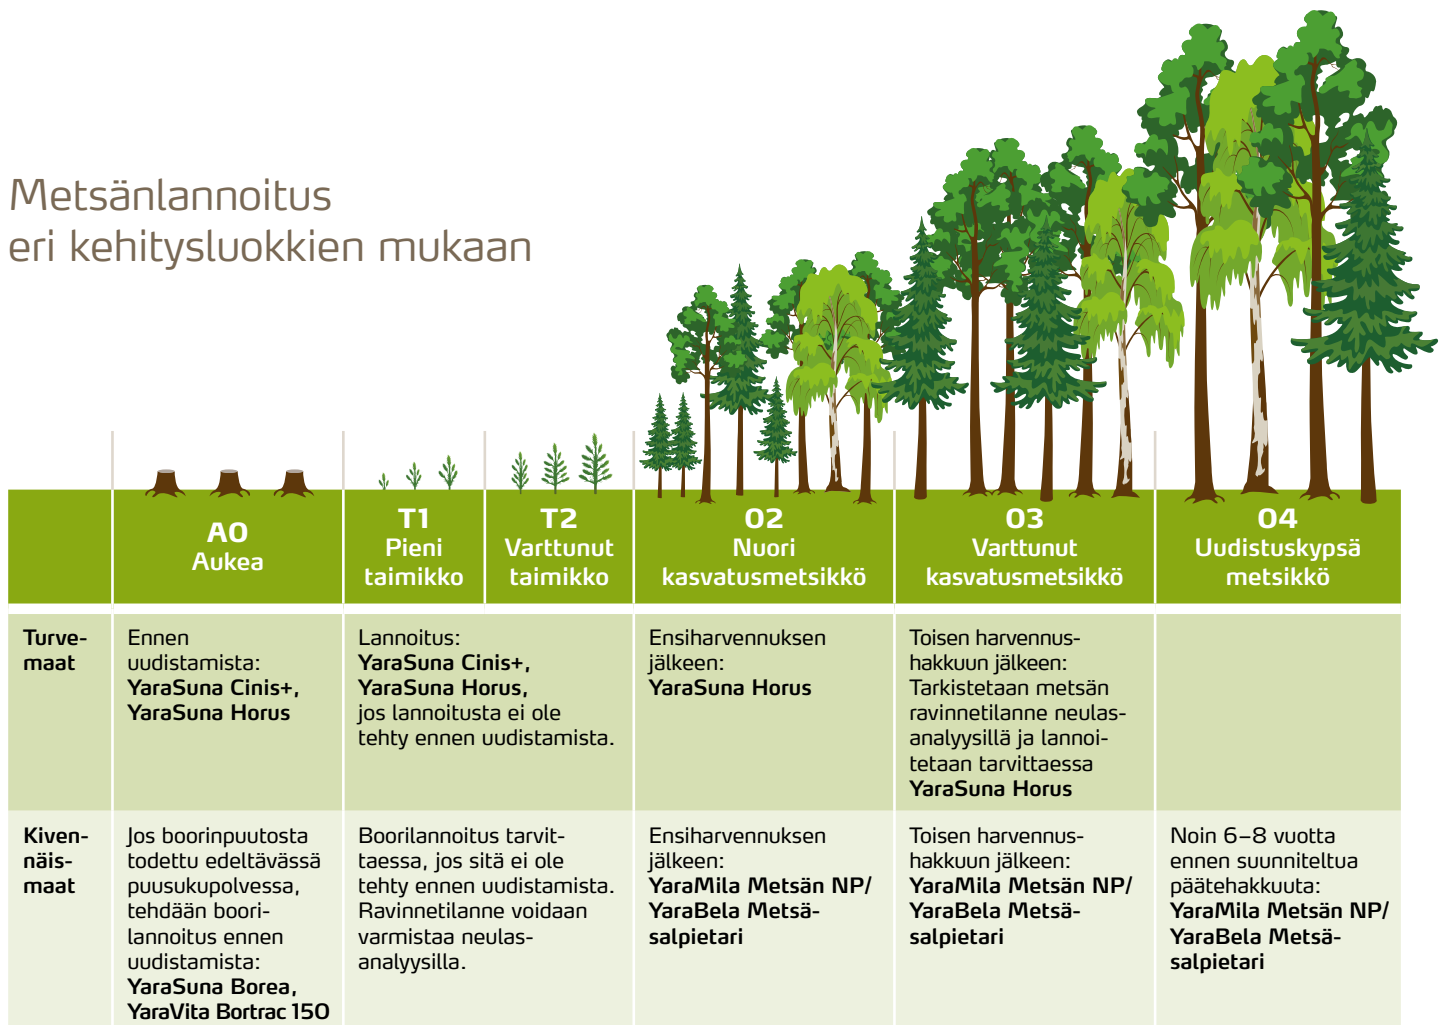 Metsänlannoitus
eri kehitysluokkien mukaan
A0
Aukea
T1
Pieni
taimikko
T2
Varttunut
taimikko
02
Nuori
kasvatusmetsikkö
03
Varttunut
kasvatusmetsikkö
04
Uudistuskypsä
metsikkö
Turve-
maat
Ennen
uudistamista:
YaraSuna Cinis+,
YaraSuna Horus
Lannoitus:
YaraSuna Cinis+,
YaraSuna Horus,
jos lannoitusta ei ole
tehty ennen uudistamista.
Ensiharvennuksen
jälkeen:
YaraSuna Horus
Toisen harvennus-
hakkuun jälkeen:
Tarkistetaan metsän
ravinnetilanne neulas-
analyysillä ja lannoi-
tetaan tarvittaessa
YaraSuna Horus
Kiven-
näis-
maat
Jos boorinpuutosta
todettu edeltävässä
puusukupolvessa,
tehdään boori-
lannoitus ennen
uudistamista:
YaraSuna Borea,
YaraVita Bortrac 150
Boorilannoitus tarvit-
taessa, jos sitä ei ole
tehty ennen uudistamista.
Ravinnetilanne voidaan
varmistaa neulas-
analyysilla.
Ensiharvennuksen
jälkeen:
YaraMila Metsän NP/
YaraBela Metsä-
salpietari
Toisen harvennus-
hakkuun jälkeen:
YaraMila Metsän NP/
YaraBela Metsä-
salpietari
Noin 6–8 vuotta
ennen suunniteltua
päätehakkuuta:
YaraMila Metsän NP/
YaraBela Metsä-
salpietari